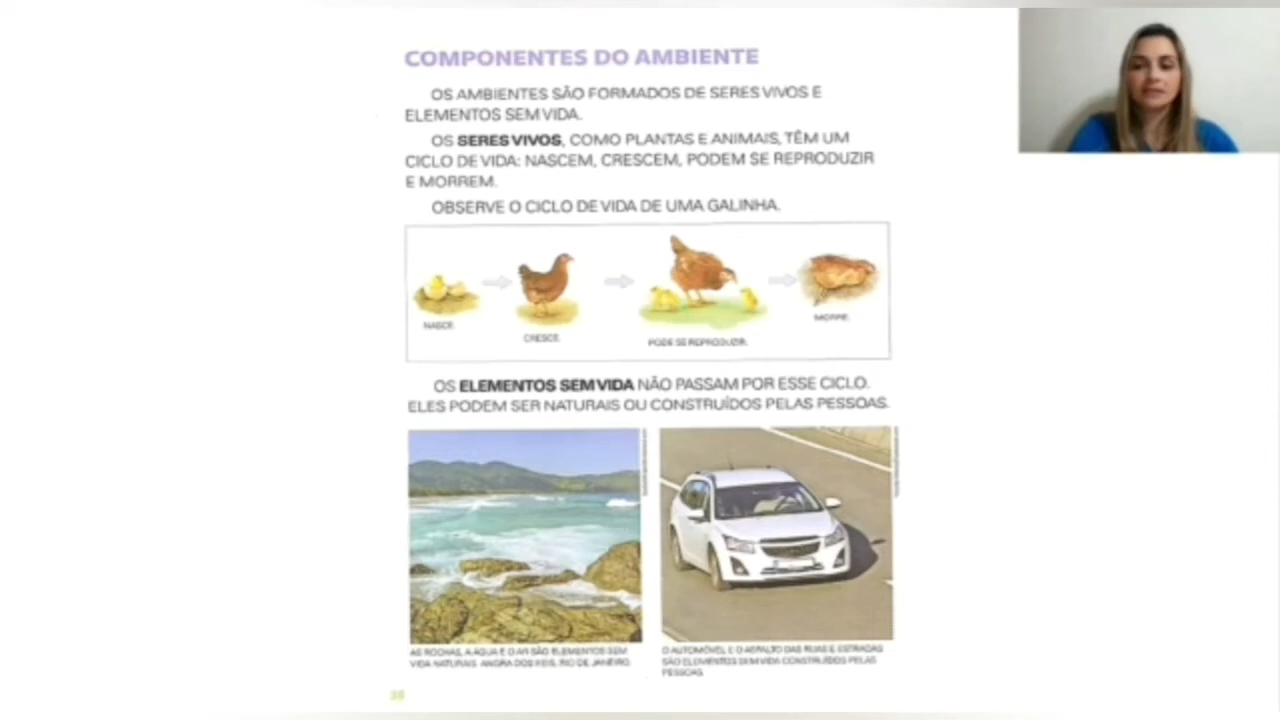 COMPONENTES DO AMBIENTE
OS AMBIENTES SÃO FORMADOS DE SERES VIVOS E
ELEMENTOS SEM VIDA.
OS SERES VIVOS, COMO PLANTAS E ANIMAIS, TÊM UM
CICLO DE VIDA: NASCEM, CRESCEM, PODEM SE REPRODUZIR
E MORREM.
OBSERVE O CICLO DE VIDA DE UMA GALINHA.
NASCE.
CRESCE.
PODE SE REPRODUZIR.
MORRE.
OS ELEMENTOS SEM VIDA NÃO PASSAM POR ESSE CICLO.
ELES PODEM SER NATURAIS OU CONSTRUÍDOS PELAS PESSOAS.
AS ROCHAS, A ÁGUA E O AR SÃO ELEMENTOS SEM
VIDA NATURAIS. ANGRA DOS REIS, RIO DE JANEIRO.
O AUTOMÓVEL E O ASFALTO DAS RUAS E ESTRADAS
SÃO ELEMENTOS SEM VIDA CONSTRUÍDOS PELAS
PESSOAS.